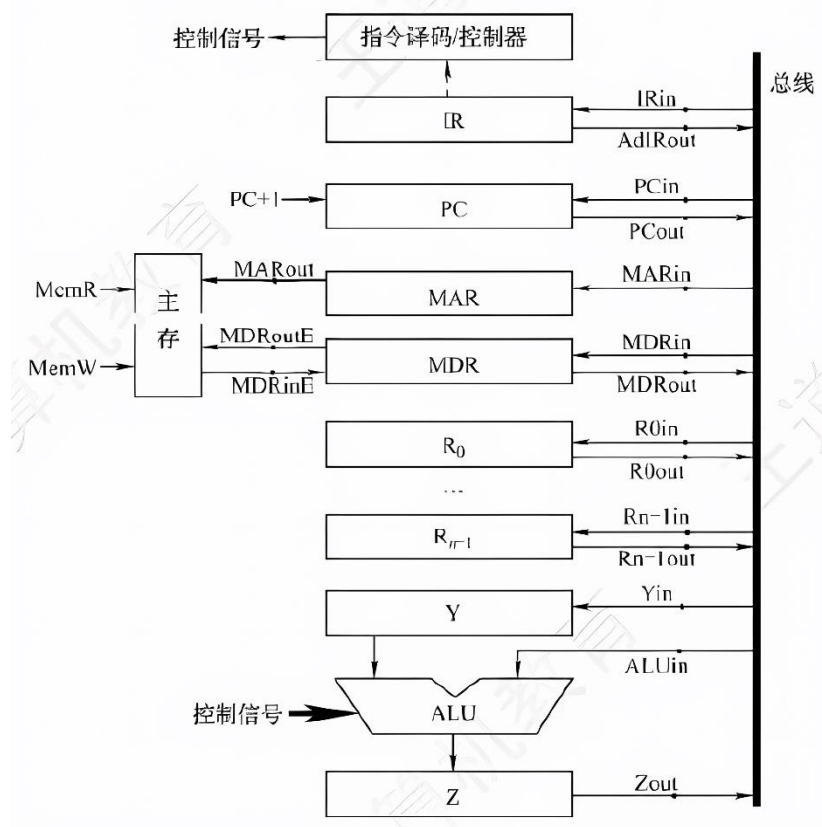 控制信号
指令译码/控制器
总线
IR
IRin
AdIRout
PC+1
PC
PCin
PCout
MemR
MemW
主
存
MARout
MAR
MARin
MDRoutE
MDRinE
MDR
MDRin
MDRout
R0
R0in
R0out
...
Rn-1
Rn-1in
Rn-1out
Y
Yin
ALUin
控制信号
ALU
Z
Zout